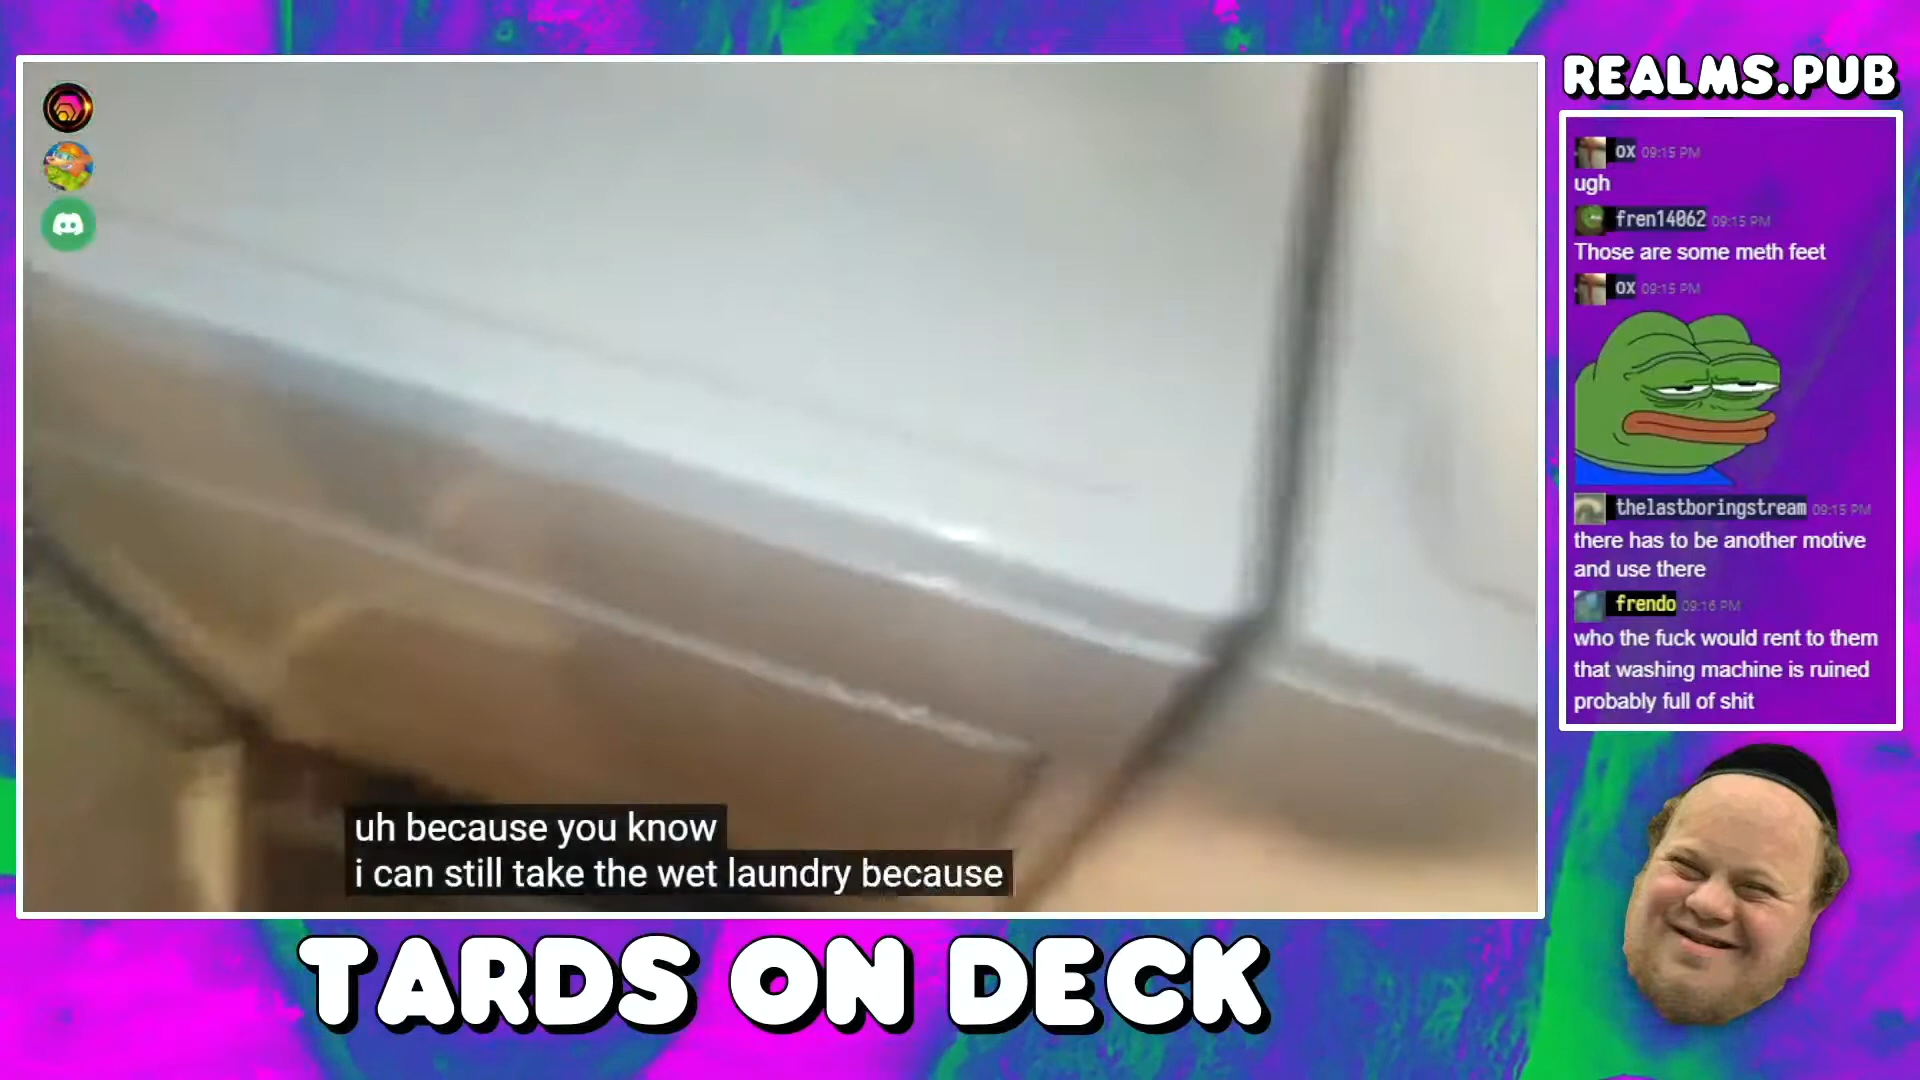 REALMS.PUB
ox 09:15 PM
ugh
fren14062 09:15 PM
Those are some meth feet
ox 09:15 PM
thelastboringstream 09:15 PM
there has to be another motive
and use there
frendo 09:16 PM
who the fuck would rent to them
that washing machine is ruined
probably full of shit
uh because you know
i can still take the wet laundry because
TARDS ON DECK